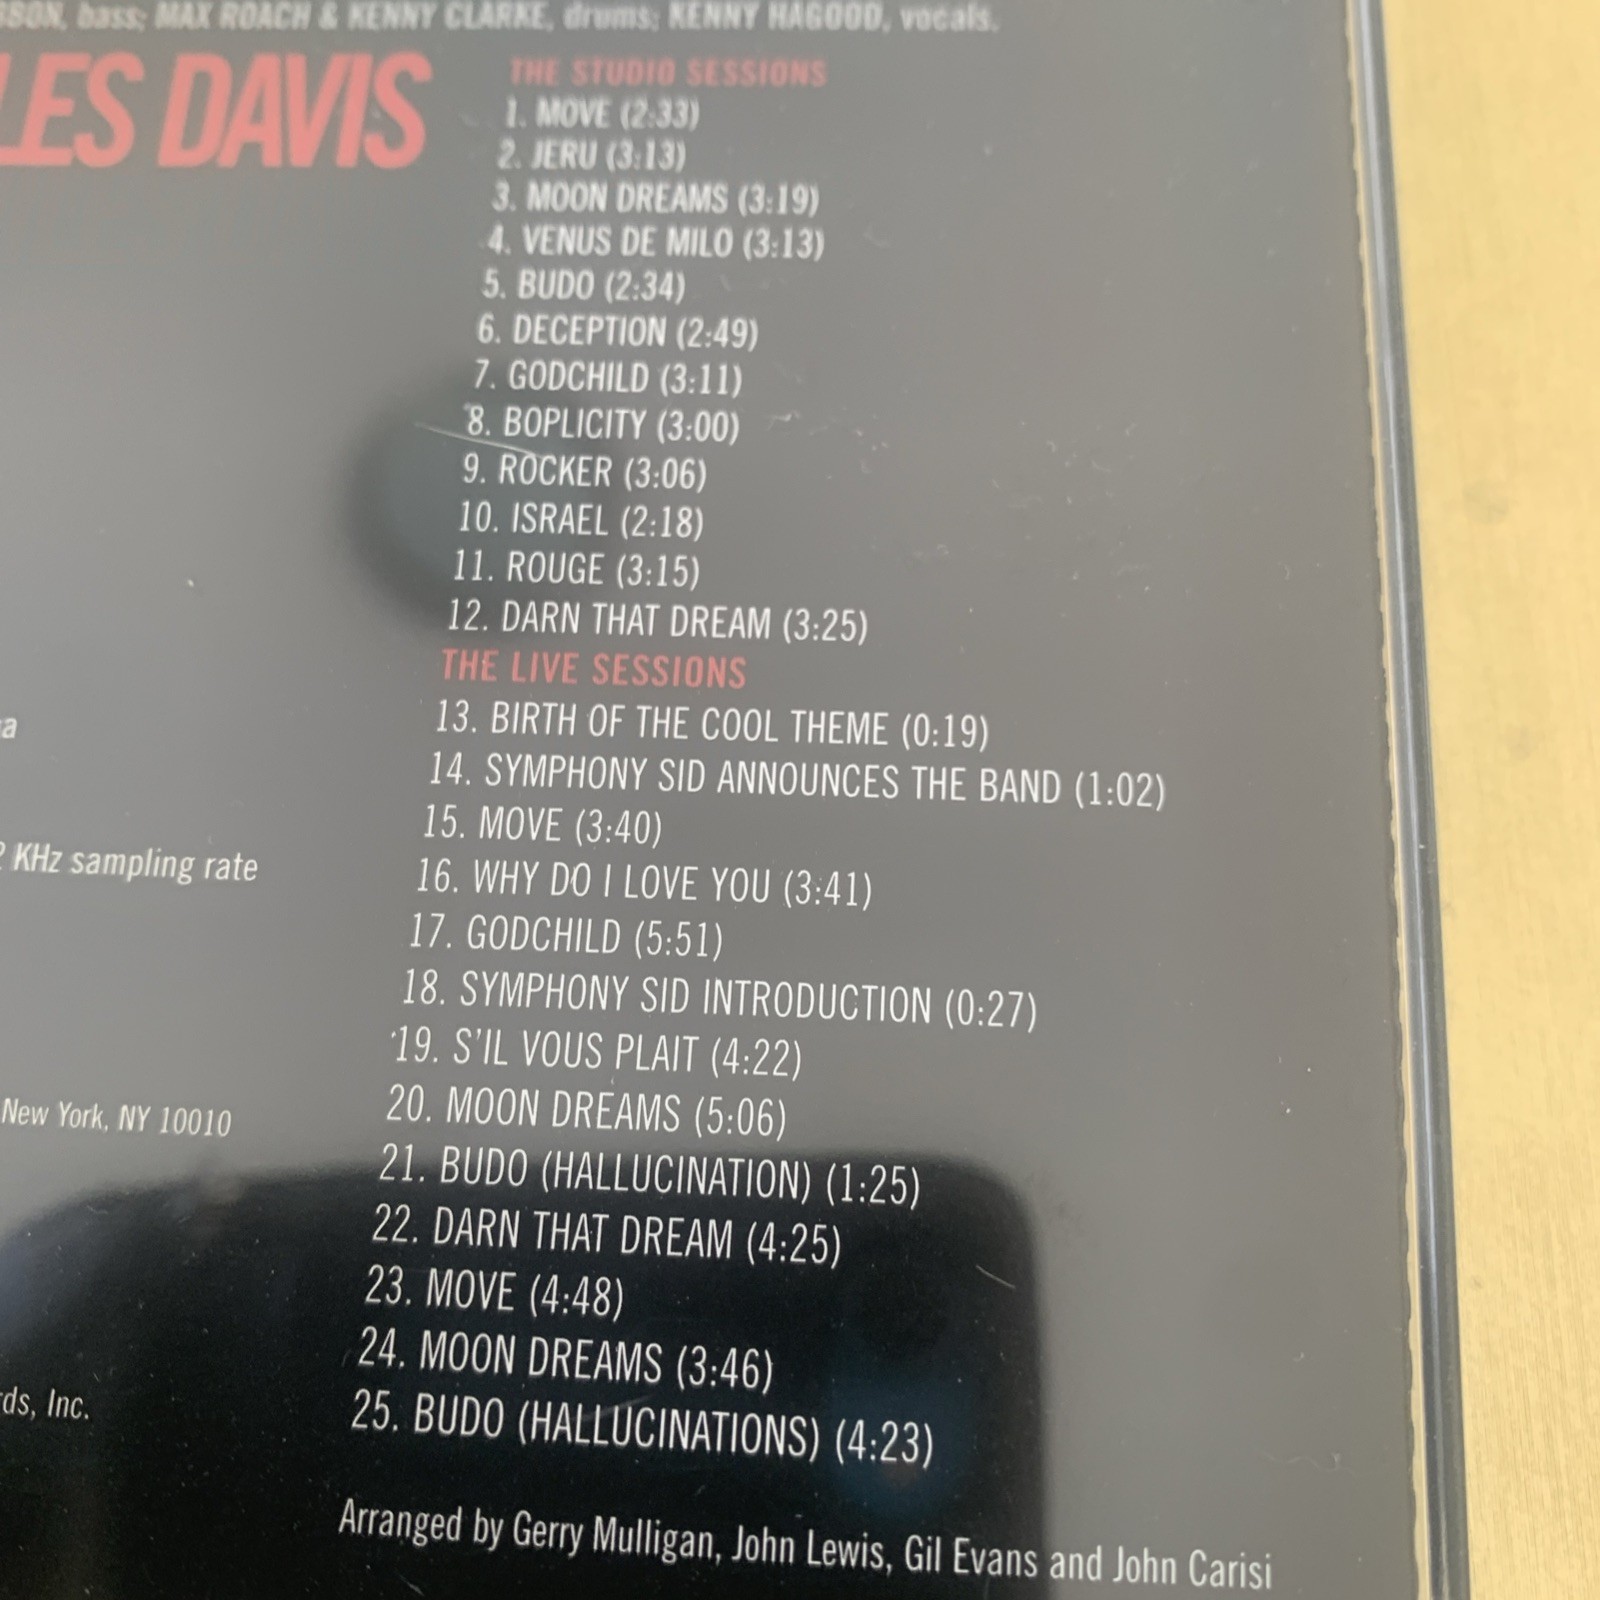 bass; MAX ROACH & KENNY CLARKE, drums; KENNY HAGOOD, vocals.
LES DAVIS
THE STUDIO SESSIONS
1. MOVE (2:33)
2. JERU (3:13)
3. MOON DREAMS (3:19)
4. VENUS DE MILO (3:13)
5. BUDO (2:34)
6. DECEPTION (2:49)
7. GODCHILD (3:11)
8. BOPLICITY (3:00)
9. ROCKER (3:06)
10. ISRAEL (2:18)
11. ROUGE (3:15)
12. DARN THAT DREAM (3:25)
THE LIVE SESSIONS
13. BIRTH OF THE COOL THEME (0:19)
14. SYMPHONY SID ANNOUNCES THE BAND (1:02)
15. MOVE (3:40)
16. WHY DO I LOVE YOU (3:41)
17. GODCHILD (5:51)
18. SYMPHONY SID INTRODUCTION (0:27)
19. S'IL VOUS PLAIT (4:22)
20. MOON DREAMS (5:06)
21. BUDO (HALLUCINATION) (1:25)
22. DARN THAT DREAM (4:25)
23. MOVE (4:48)
24. MOON DREAMS (3:46)
25. BUDO (HALLUCINATIONS) (4:23)
Arranged by Gerry Mulligan, John Lewis, Gil Evans and John Carisi
KHz sampling rate
New York, NY 10010
ds, Inc.